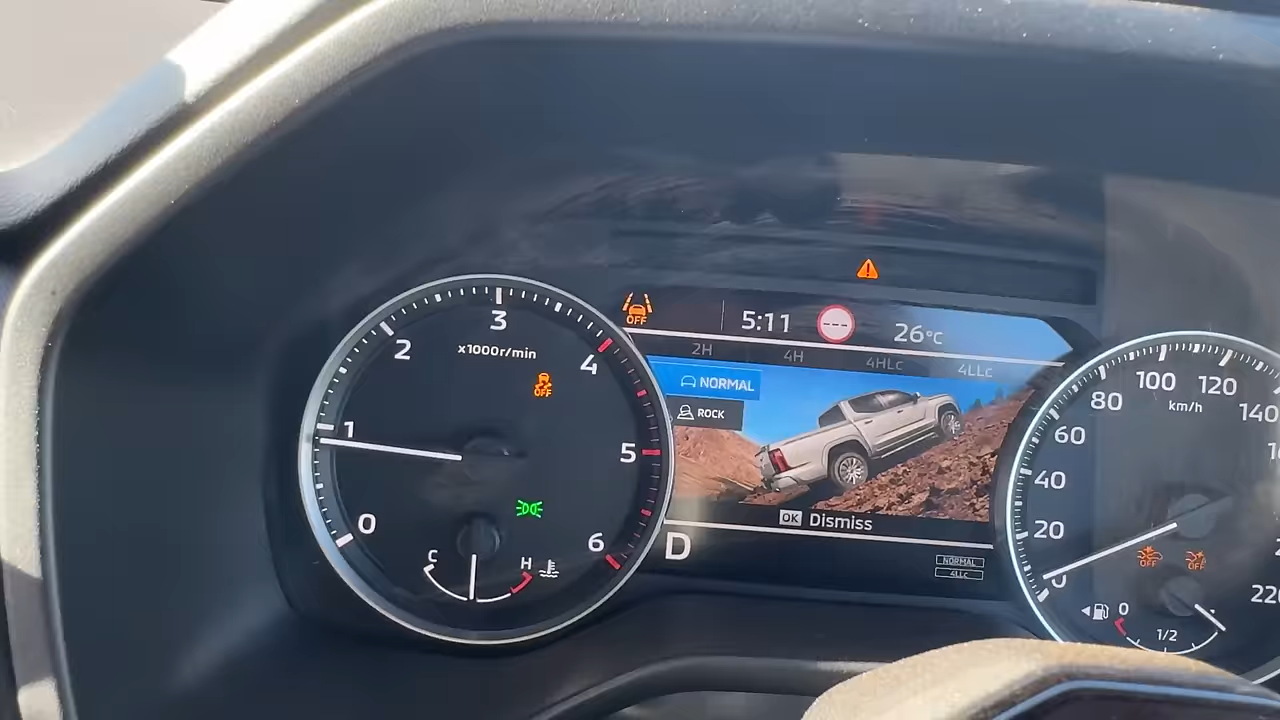 OFF
5:11
26°C
2H
4H
4HLc
4LLc
NORMAL
ROCK
OK Dismiss
D
NORMAL
4LLc
0
1
2
3
4
5
6
x1000r/min
OFF
C
H
0
20
40
60
80
100
120
140
km/h
OFF
OFF
0
1/2